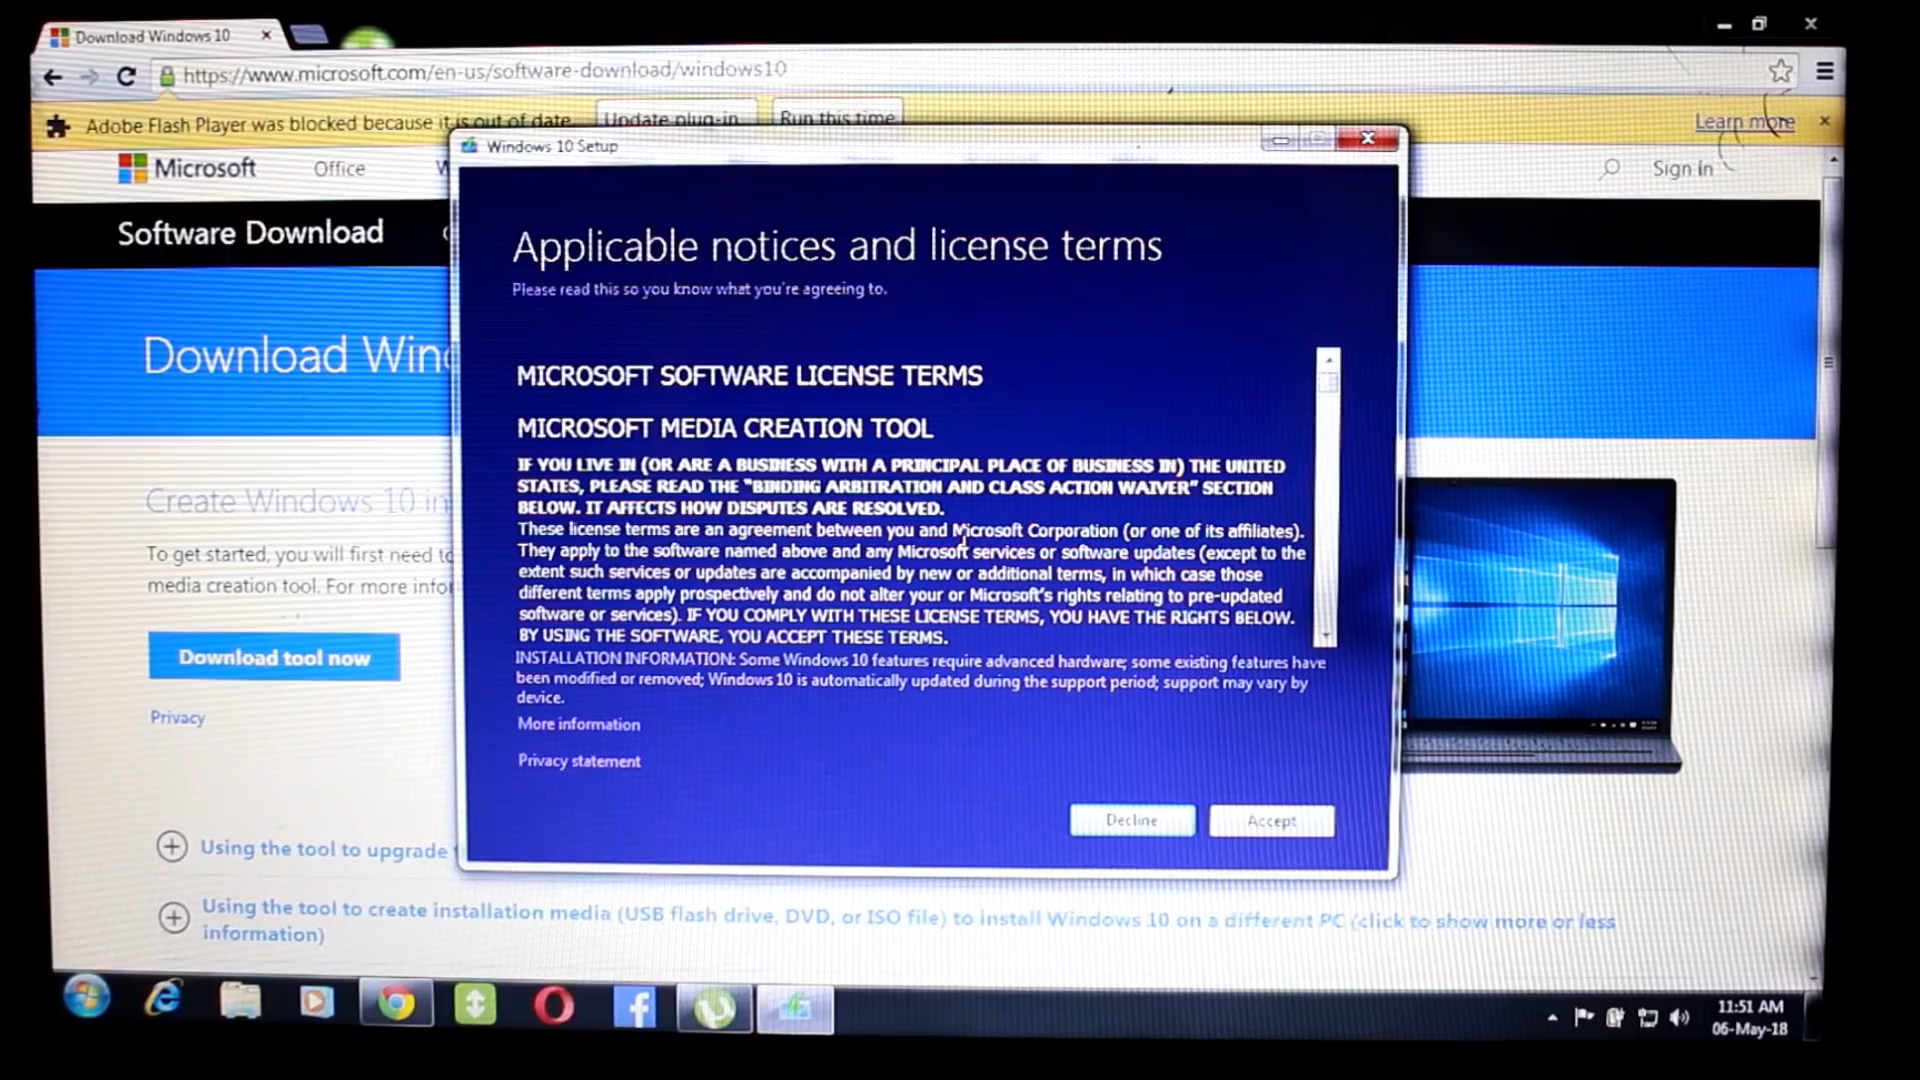 Download Windows 10
https://www.microsoft.com/en-us/software-download/windows10
Adobe Flash Player was blocked because it is out of date.
Update plug-in
Run this time
Learn more
Windows 10 Setup
Microsoft
Office
Sign in
Software Download
Download Wind
Applicable notices and license terms
Please read this so you know what you're agreeing to.
MICROSOFT SOFTWARE LICENSE TERMS
MICROSOFT MEDIA CREATION TOOL
IF YOU LIVE IN (OR ARE A BUSINESS WITH A PRINCIPAL PLACE OF BUSINESS IN) THE UNITED
STATES, PLEASE READ THE "BINDING ARBITRATION AND CLASS ACTION WAIVER" SECTION
BELOW. IT AFFECTS HOW DISPUTES ARE RESOLVED.
These license terms are an agreement between you and Microsoft Corporation (or one of its affiliates).
They apply to the software named above and any Microsoft services or software updates (except to the
extent such services or updates are accompanied by new or additional terms, in which case those
different terms apply prospectively and do not alter your or Microsoft's rights relating to pre-updated
software or services). IF YOU COMPLY WITH THESE LICENSE TERMS, YOU HAVE THE RIGHTS BELOW.
BY USING THE SOFTWARE, YOU ACCEPT THESE TERMS.
INSTALLATION INFORMATION: Some Windows 10 features require advanced hardware; some existing features have
been modified or removed; Windows 10 is automatically updated during the support period; support may vary by
device.
More information
Privacy statement
Decline
Accept
Create Windows 10 in
To get started, you will first need to
media creation tool. For more infor
Download tool now
Privacy
Using the tool to upgrade
Using the tool to create installation media (USB flash drive, DVD, or ISO file) to install Windows 10 on a different PC (click to show more or less
information)
11:51 AM
06-May-18